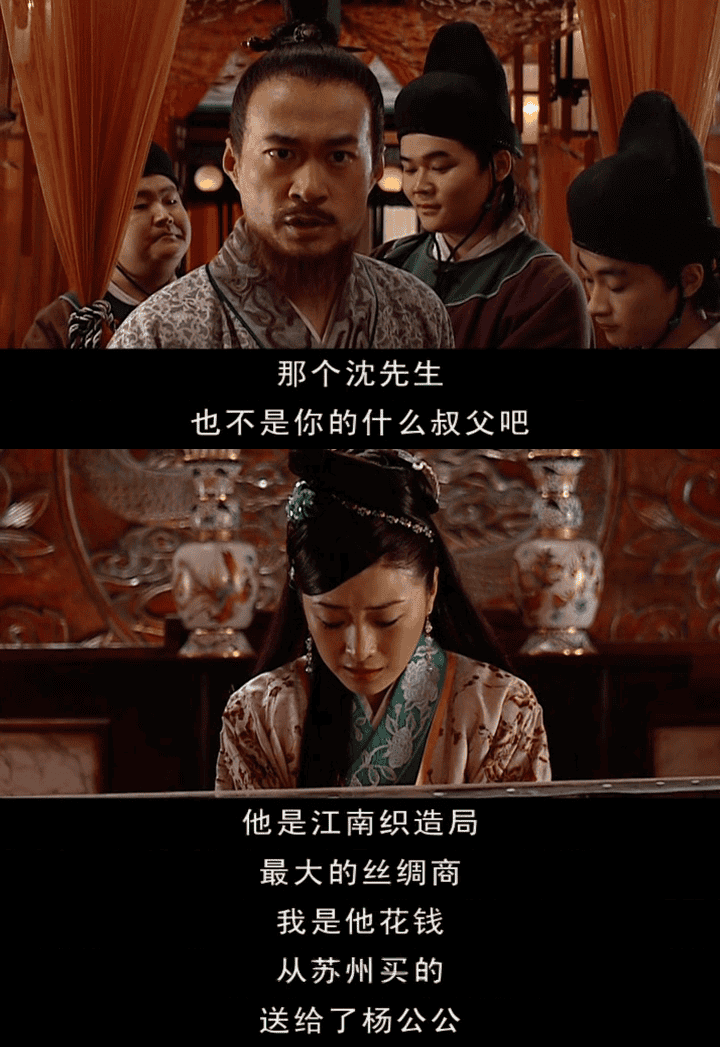 那个沈先生
也不是你的什么叔父吧
他是江南织造局
最大的丝绸商
我是他花钱
从苏州买的
送给了杨公公